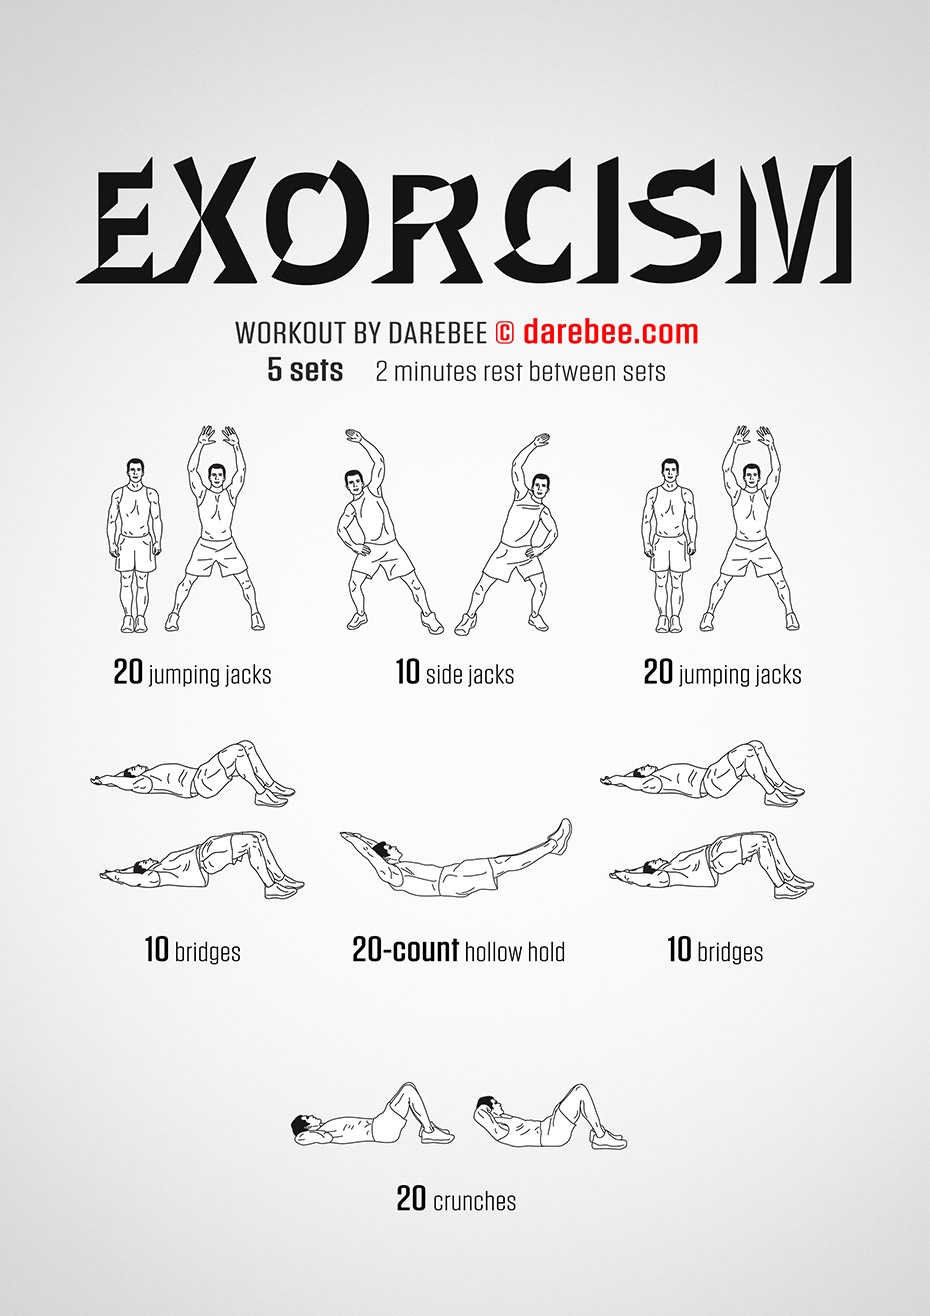 EXORCISM
WORKOUT BY DAREBEE © darebee.com
5 sets 2 minutes rest between sets
20 jumping jacks
10 side jacks
20 jumping jacks
10 bridges
20-count hollow hold
10 bridges
20 crunches